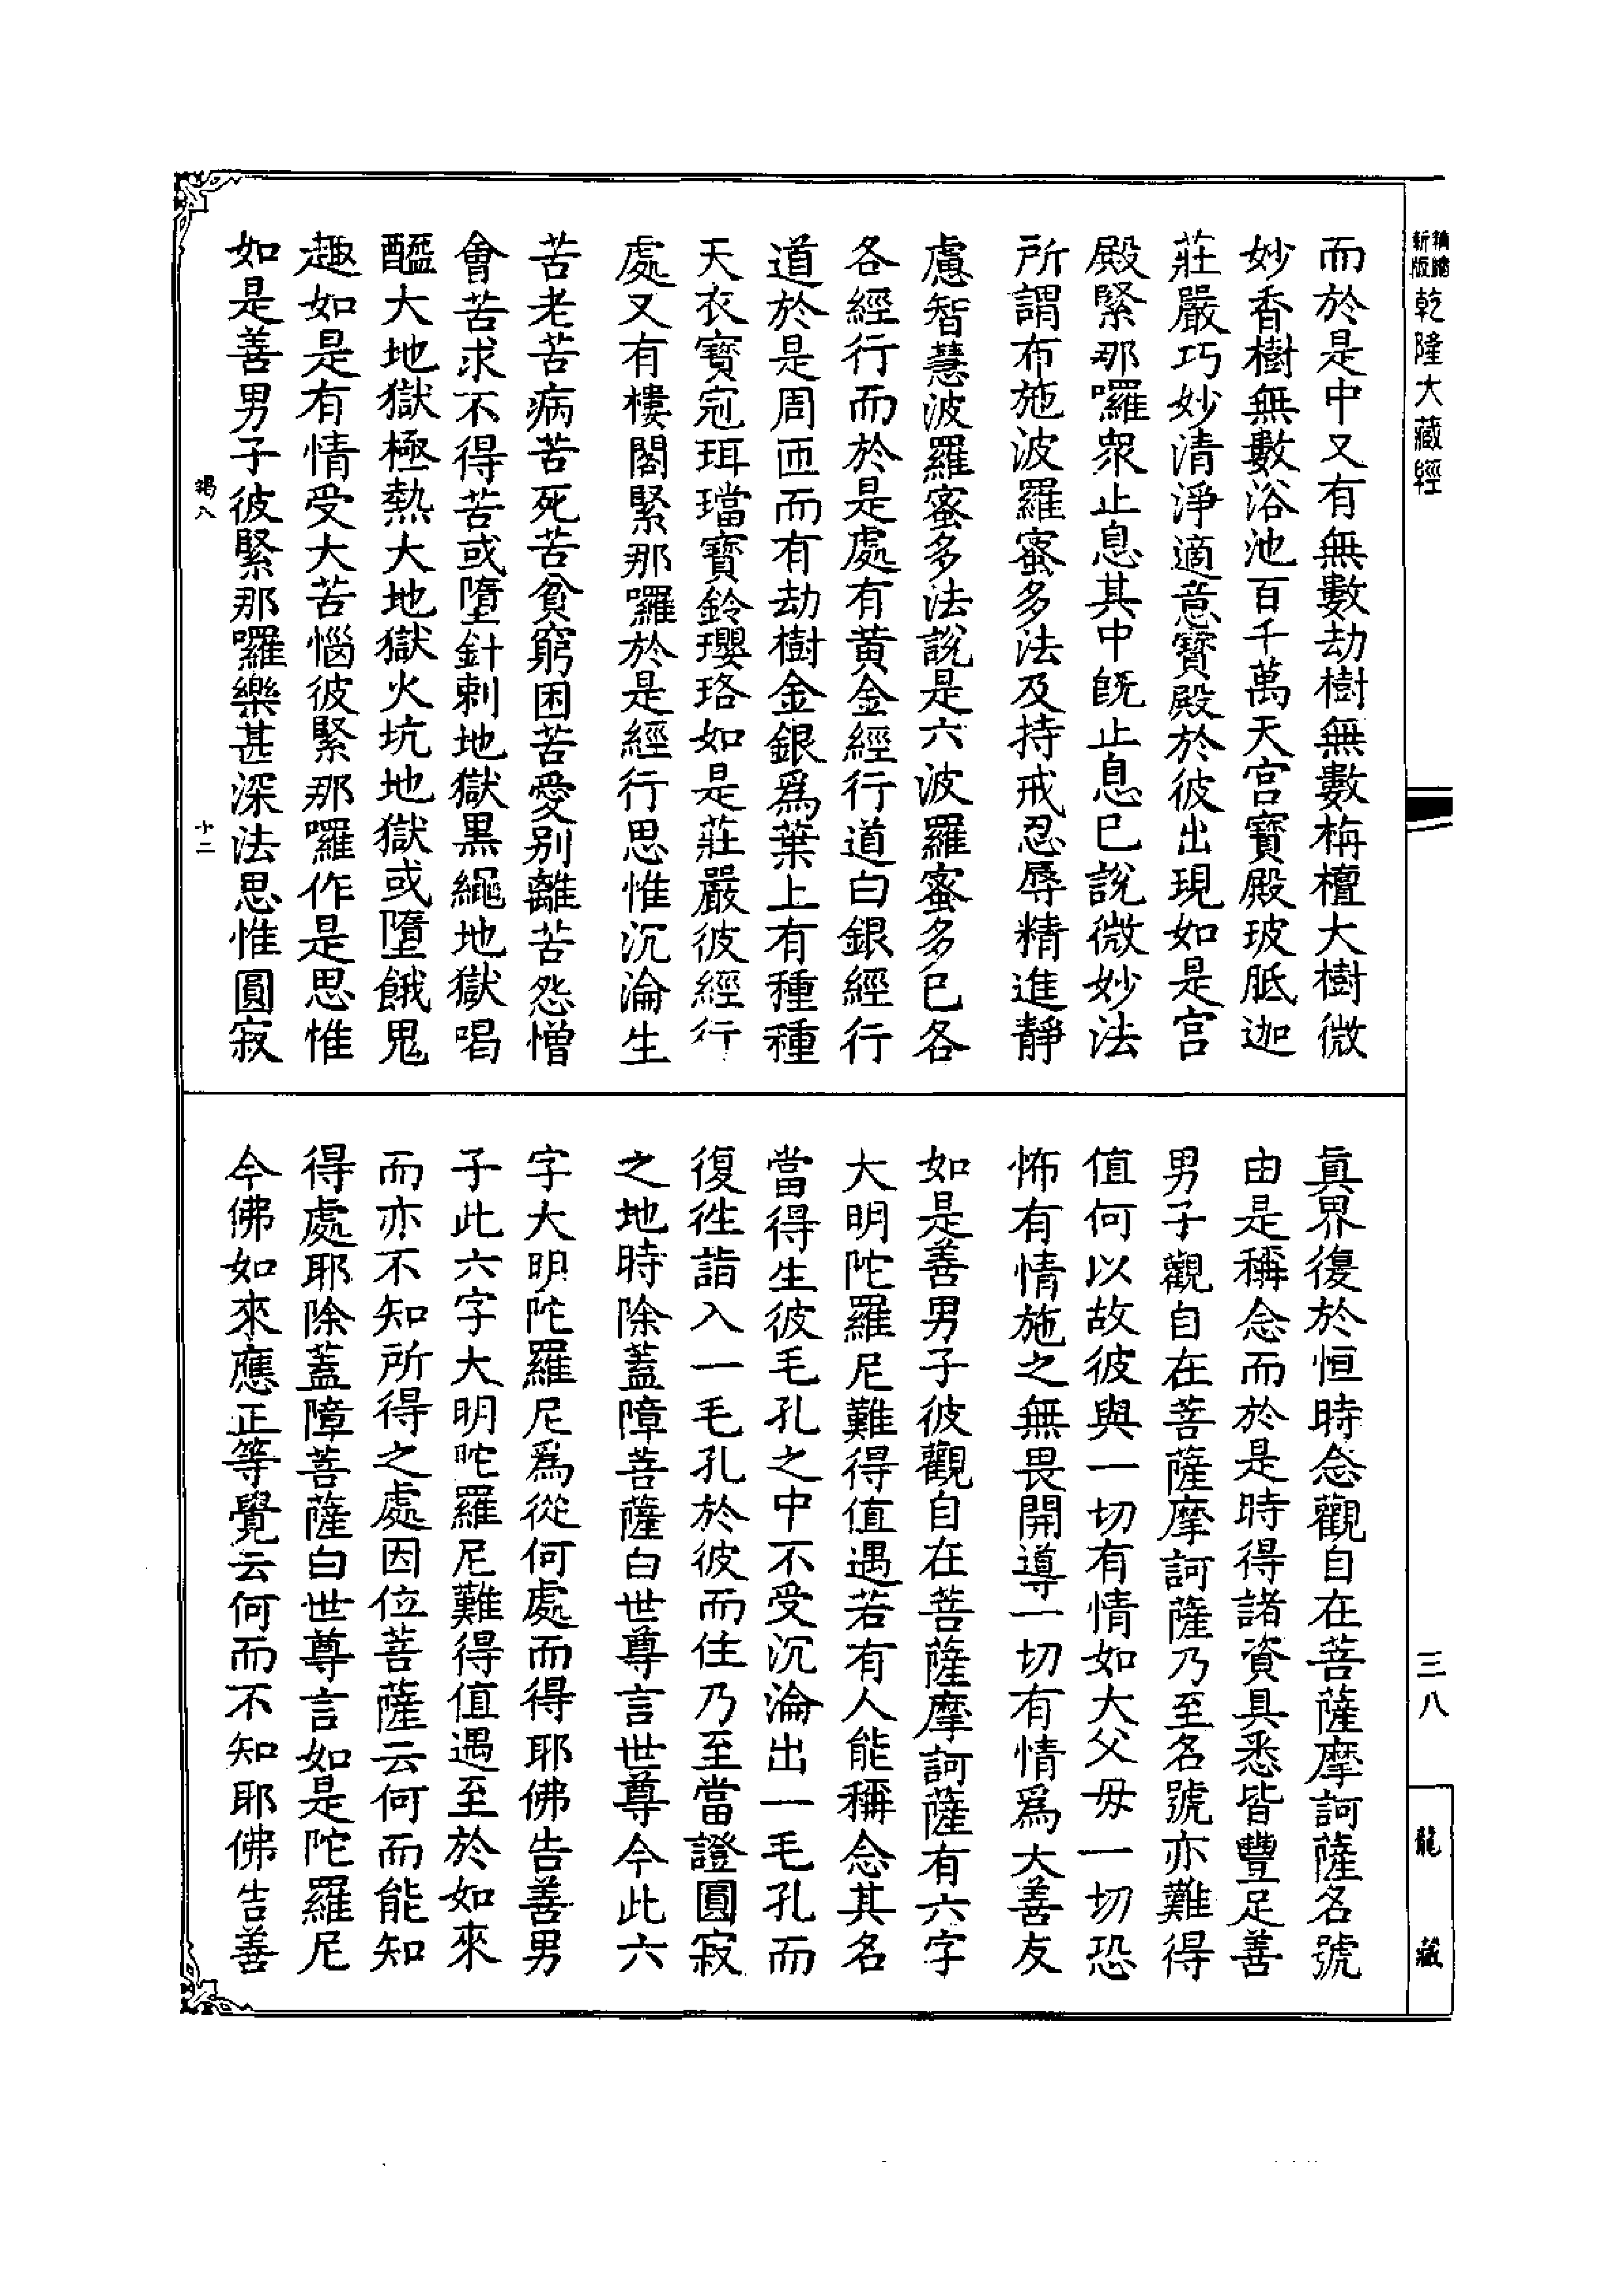 新版
乾隆大藏經
三八
龍藏
而於是中又有無數劫樹無數栴檀大樹微
妙香樹無數浴池百千萬天宮寶殿玻胝迦
莊嚴巧妙清淨適意寶殿於彼出現如是宮
殿緊那囉衆止息其中旣止息已說微妙法
所謂布施波羅蜜多法及持戒忍辱精進靜
慮智慧波羅蜜多法說是六波羅蜜多已各
各經行而於是處有黃金經行道白銀經行
道於是周匝而有劫樹金銀爲葉上有種種
天衣寶冠珥璫寶鈴瓔珞如是莊嚴彼經行
處又有樓閣緊那囉於是經行思惟沉淪生
苦老苦病苦死苦貧窮困苦愛別離苦怨憎
會苦求不得苦或墮針刺地獄黑繩地獄喝
醯大地獄極熱大地獄火坑地獄或墮餓鬼
趣如是有情受大苦惱彼緊那囉作是思惟
如是善男子彼緊那囉樂甚深法思惟圓寂
竭八
十二
眞界復於恒時念觀自在菩薩摩訶薩名號
由是稱念而於是時得諸資具悉皆豐足善
男子觀自在菩薩摩訶薩乃至名號亦難得
值何以故彼與一切有情如大父母一切恐
怖有情施之無畏開導一切有情爲大善友
如是善男子彼觀自在菩薩摩訶薩有六字
大明陀羅尼難得值遇若有人能稱念其名
當得生彼毛孔之中不受沉淪出一毛孔而
復徃詣入一毛孔於彼而住乃至當證圓寂
之地時除蓋障菩薩白世尊言世尊今此六
字大明陀羅尼爲從何處而得耶佛告善男
子此六字大明陀羅尼難得值遇至於如來
而亦不知所得之處因位菩薩云何而能知
得處耶除蓋障菩薩白世尊言如是陀羅尼
今佛如來應正等覺云何而不知耶佛告善